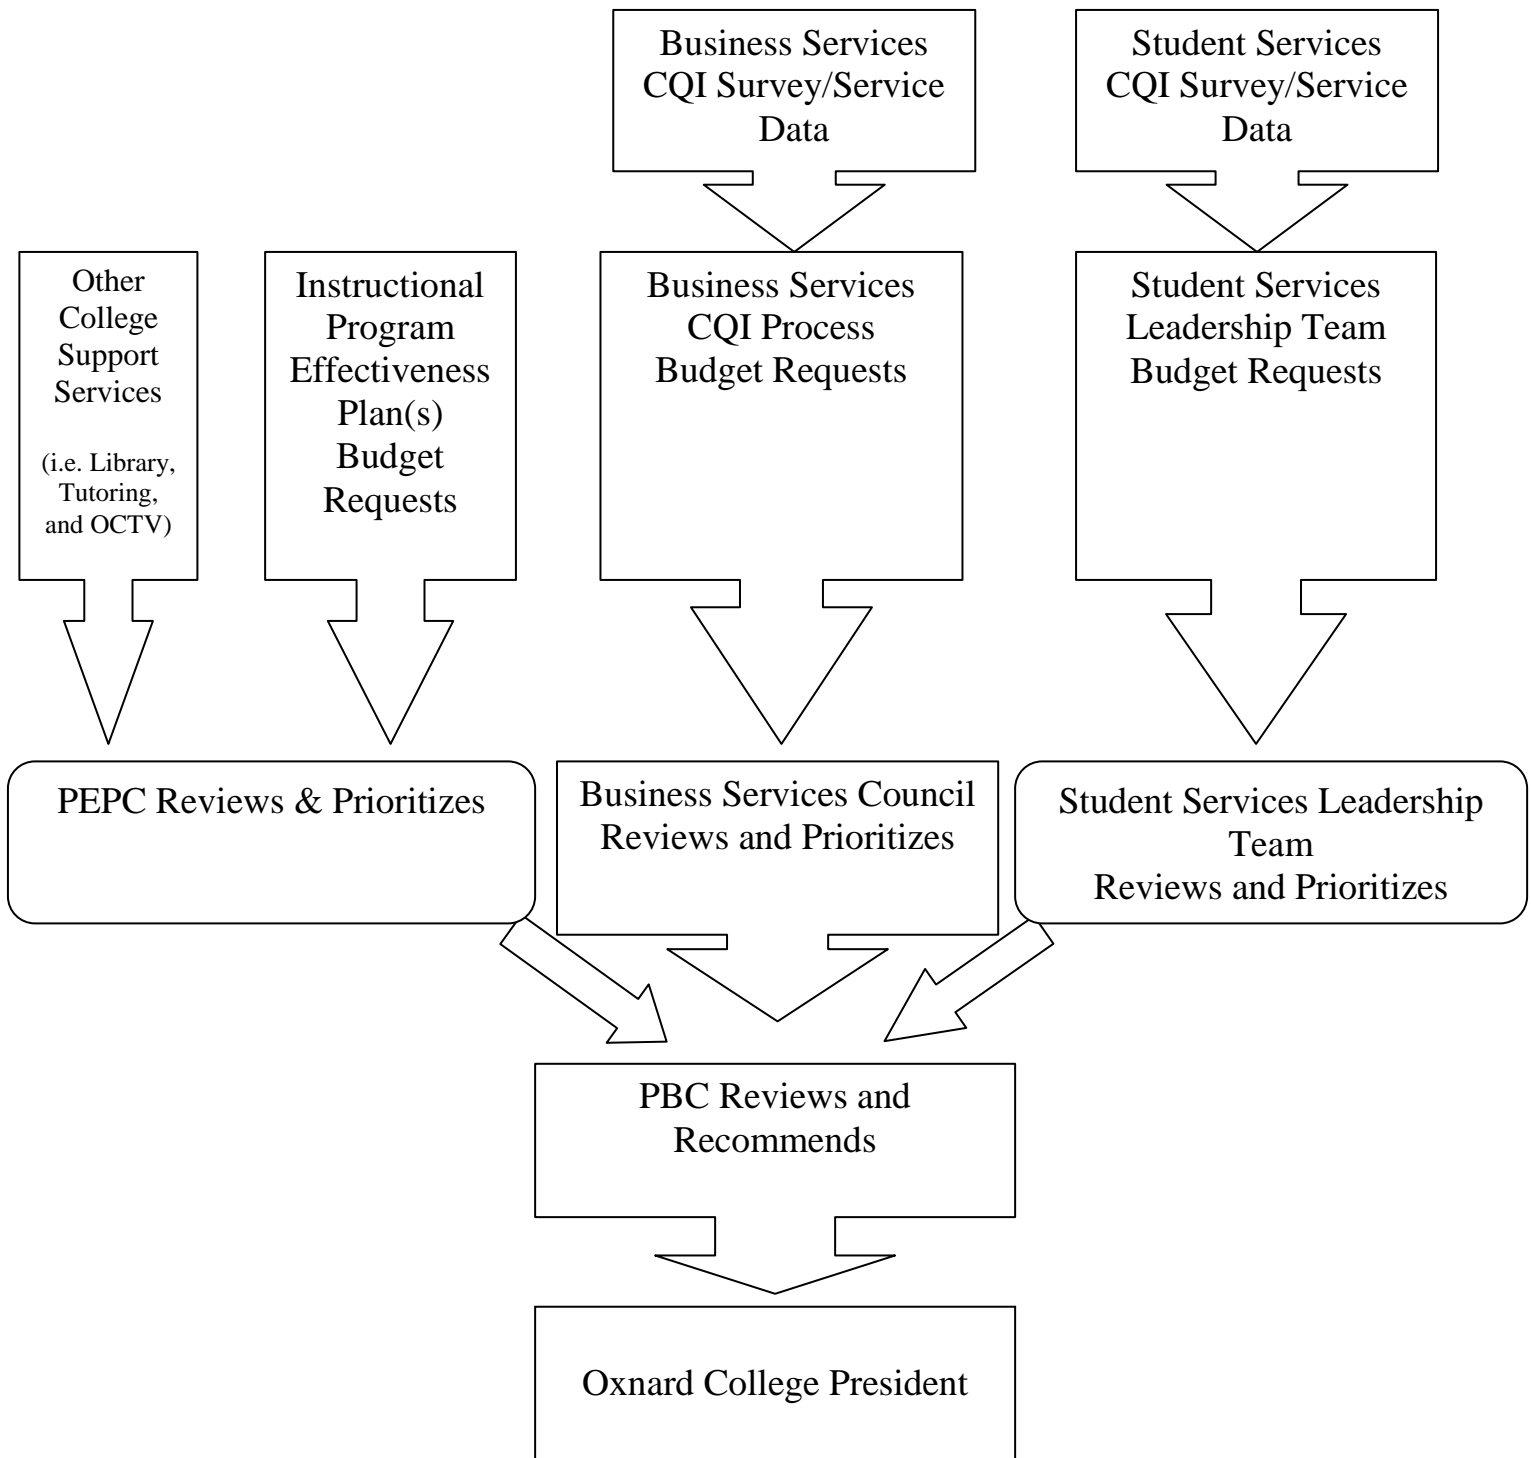 Business Services
CQI Survey/Service
Data
Student Services
CQI Survey/Service
Data
Other
College
Support
Services
(i.e. Library,
Tutoring,
and OCTV)
Instructional
Program
Effectiveness
Plan(s)
Budget
Requests
Business Services
CQI Process
Budget Requests
Student Services
Leadership Team
Budget Requests
PEPC Reviews & Prioritizes
Business Services Council
Reviews and Prioritizes
Student Services Leadership
Team
Reviews and Prioritizes
PBC Reviews and
Recommends
Oxnard College President